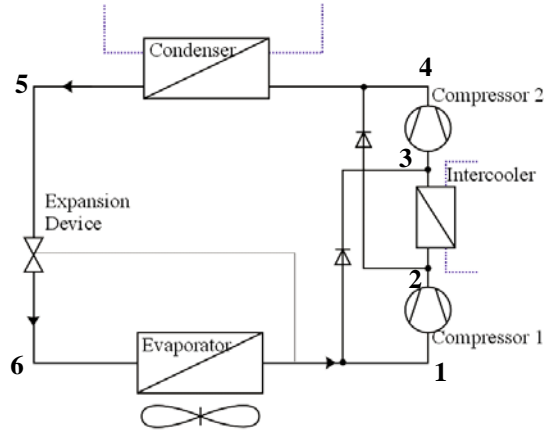 Condenser
5
4
Compressor 2
3
Intercooler
Expansion
Device
2
Evaporator
Compressor 1
6
1